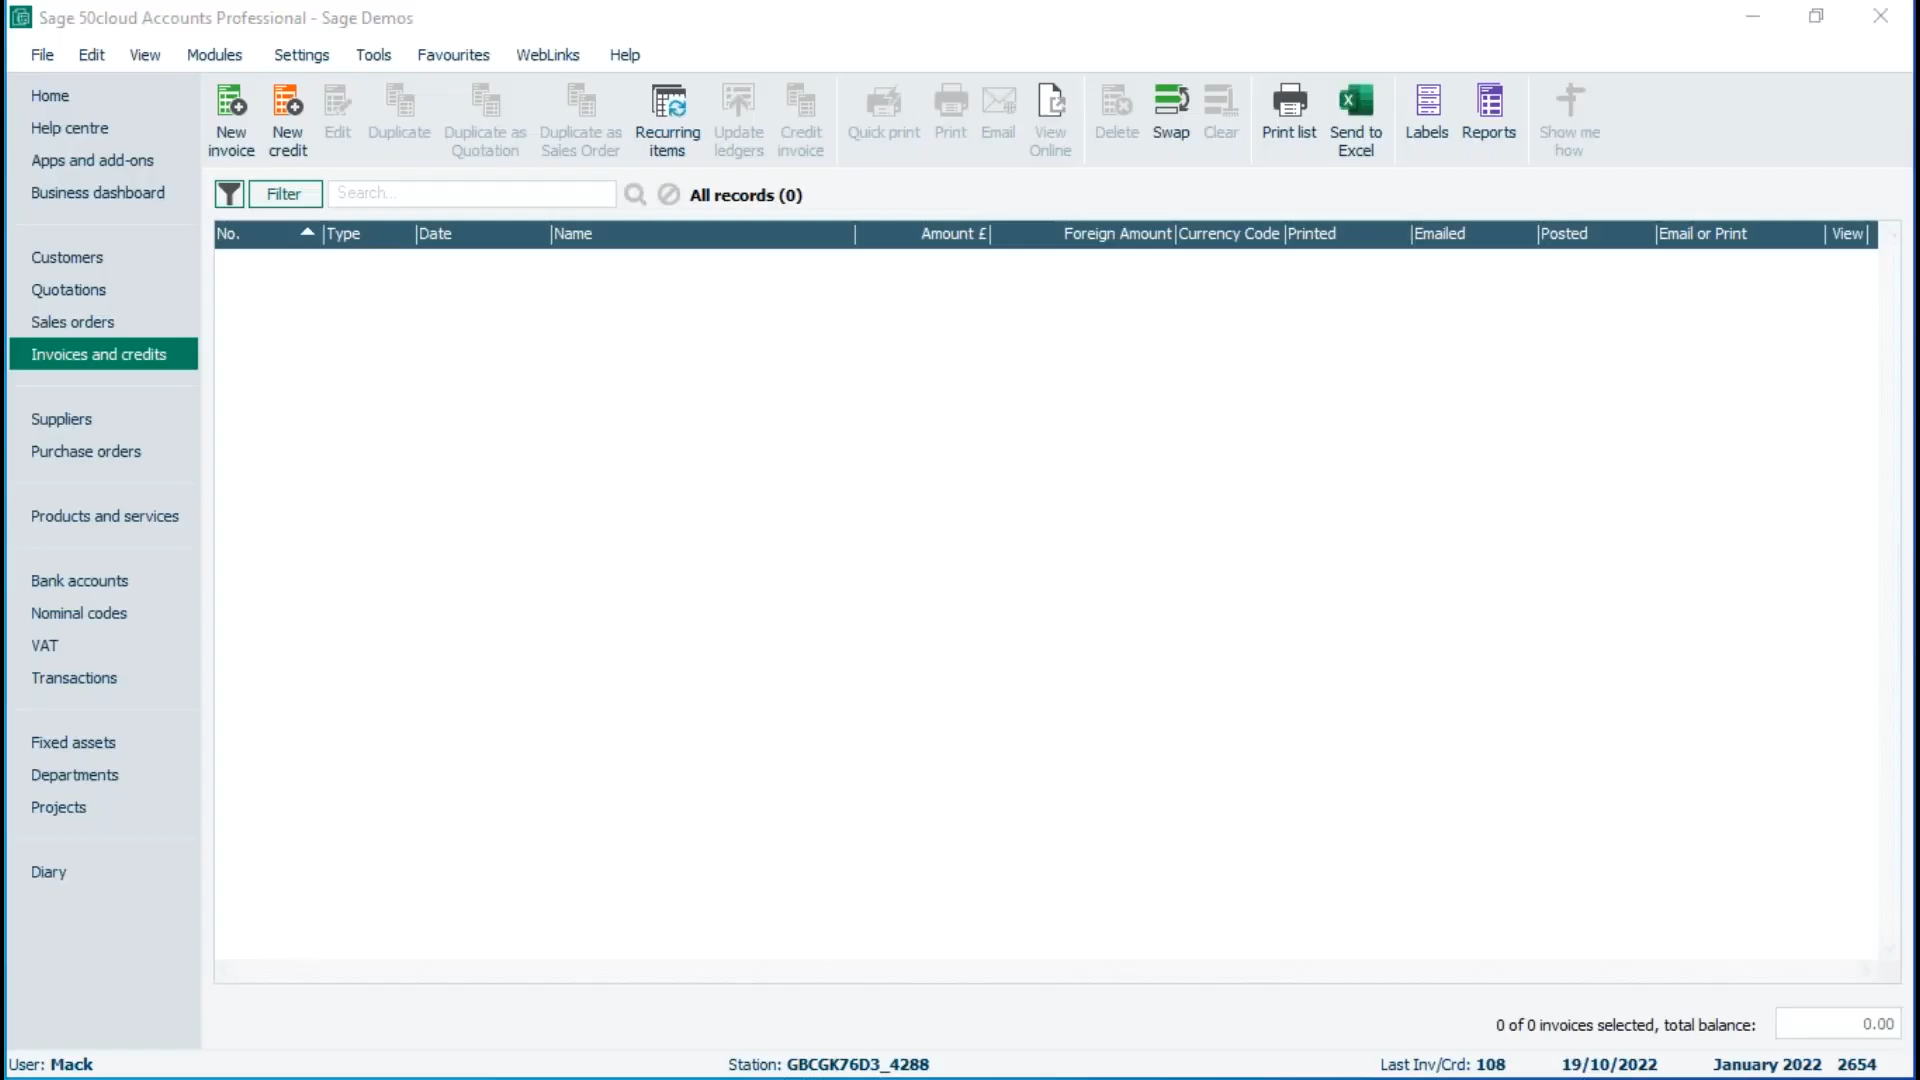 Sage 50cloud Accounts Professional - Sage Demos
File Edit View Modules Settings Tools Favourites WebLinks Help
Home
Help centre
Apps and add-ons
Business dashboard
Customers
Quotations
Sales orders
Invoices and credits
Suppliers
Purchase orders
Products and services
Bank accounts
Nominal codes
VAT
Transactions
Fixed assets
Departments
Projects
Diary
New invoice
New credit
Edit
Duplicate
Duplicate as Quotation
Duplicate as Sales Order
Recurring items
Update ledgers
Credit invoice
Quick print
Print
Email
View Online
Delete
Swap
Clear
Print list
Send to Excel
Labels
Reports
Show me how
Filter Search... All records (0)
No. Type Date Name Amount £ Foreign Amount Currency Code Printed Emailed Posted Email or Print View
0 of 0 invoices selected, total balance: 0.00
User: Mack Station: GBCGK76D3_4288 Last Inv/Crd: 108 19/10/2022 January 2022 2654